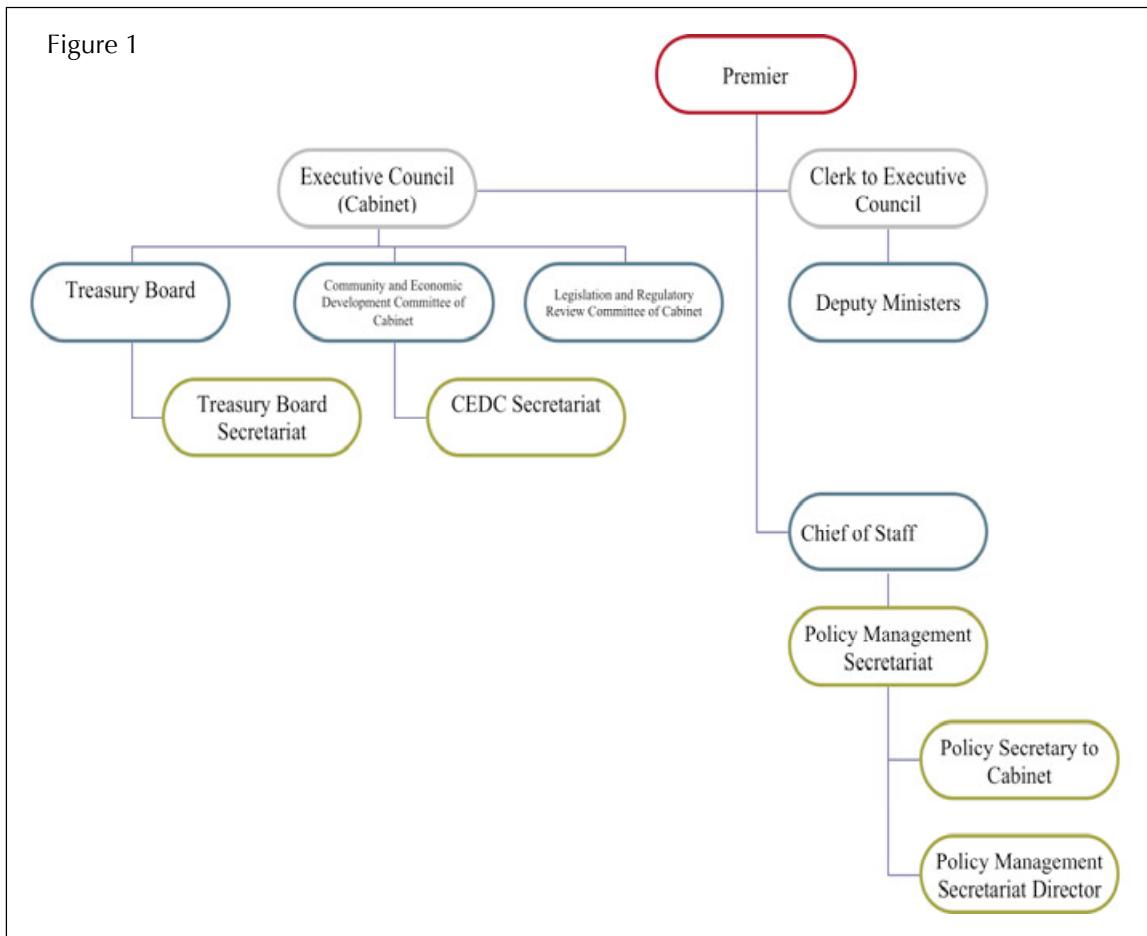 Figure 1
Premier
Executive Council
(Cabinet)
Clerk to Executive
Council
Treasury Board
Community and Economic
Development Committee of
Cabinet
Legislation and Regulatory
Review Committee of Cabinet
Deputy Ministers
Treasury Board
Secretariat
CEDC Secretariat
Chief of Staff
Policy Management
Secretariat
Policy Secretary to
Cabinet
Policy Management
Secretariat Director